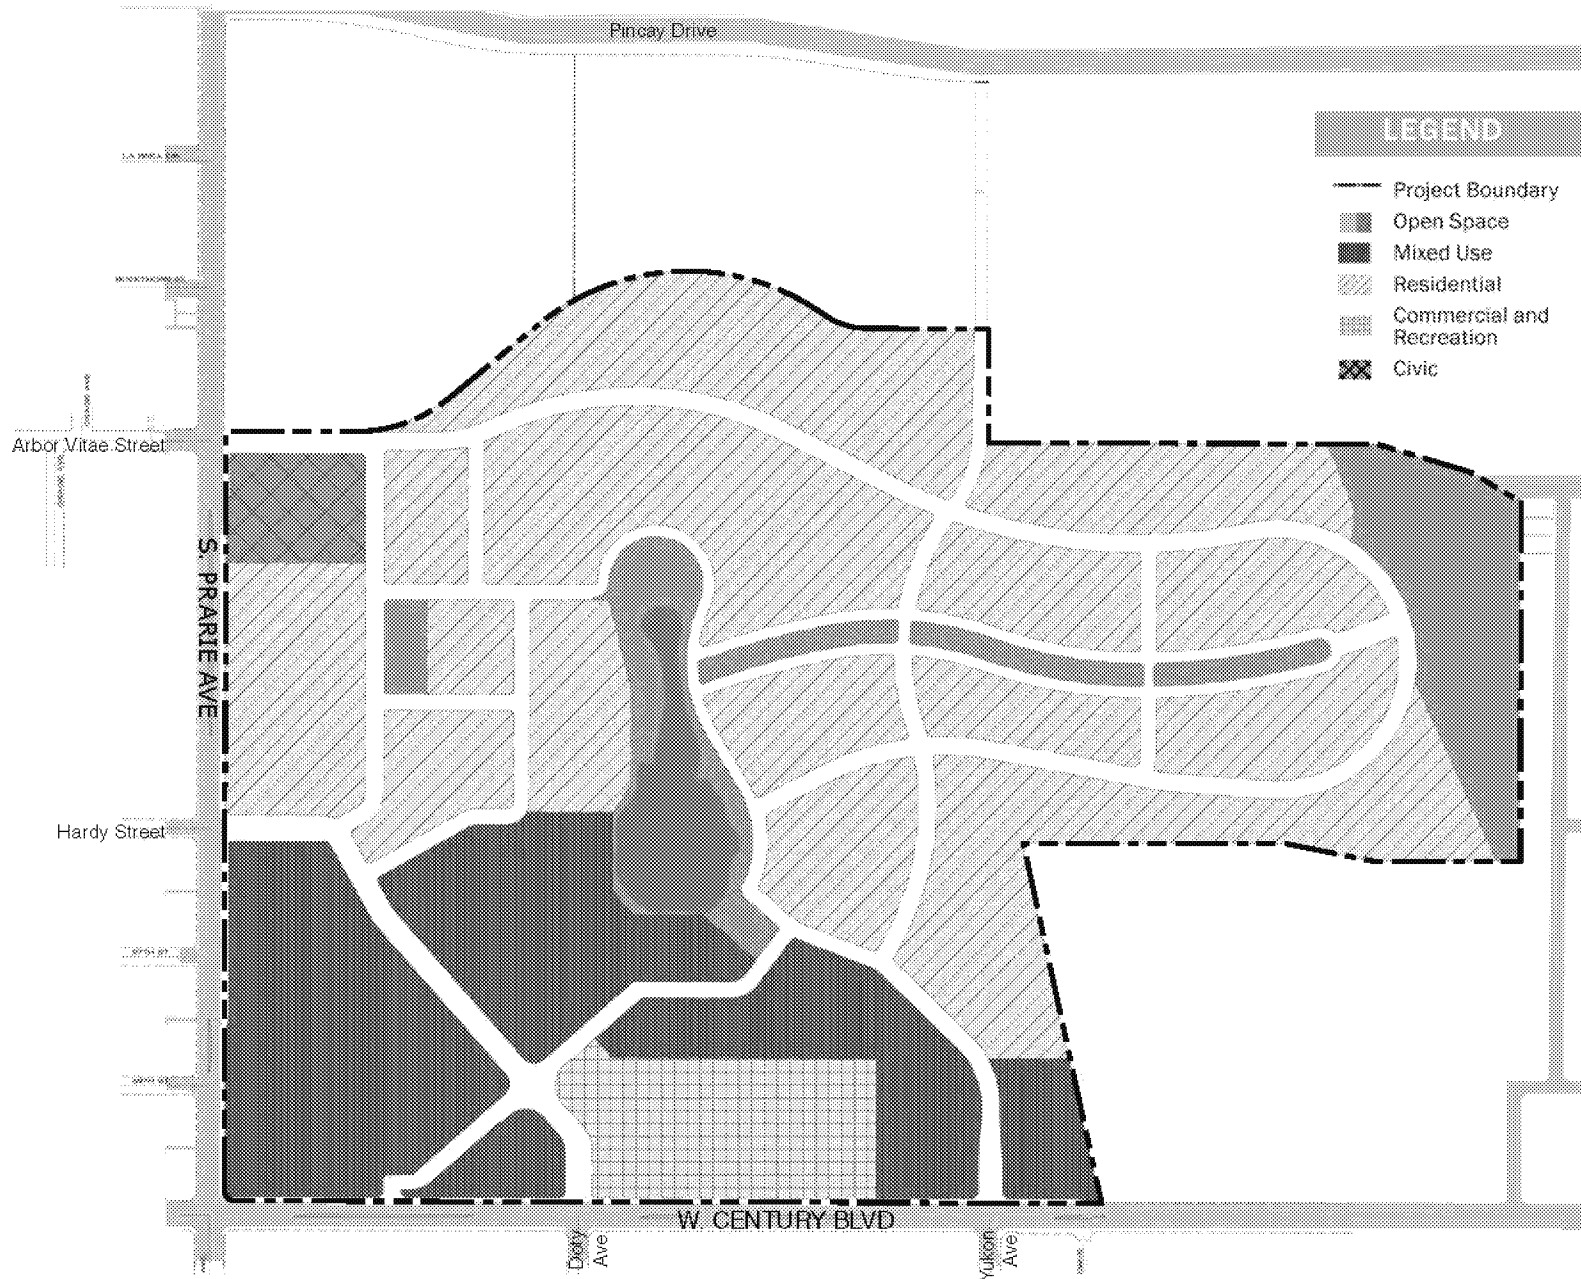 Pincay Drive
LEGEND
Project Boundary
Open Space
Mixed Use
Residential
Commercial and
Recreation
Civic
Arbor Vitae Street
S. PRARIE AVE
Hardy Street
W. CENTURY BLVD
Doty
Ave
Yukon
Ave